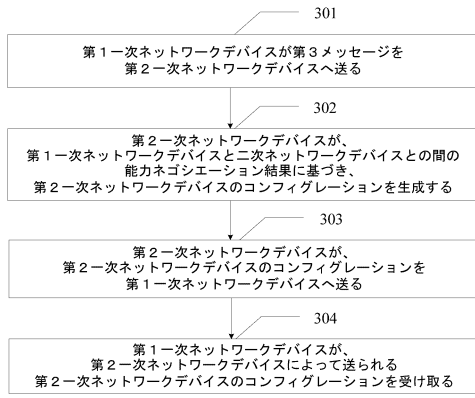 301
第１一次ネットワークデバイスが第３メッセージを
第２一次ネットワークデバイスへ送る
302
第２一次ネットワークデバイスが、
第１一次ネットワークデバイスと二次ネットワークデバイスとの間の
能力ネゴシエーション結果に基づき、
第２一次ネットワークデバイスのコンフィグレーションを生成する
303
第２一次ネットワークデバイスが、
第２一次ネットワークデバイスのコンフィグレーションを
第１一次ネットワークデバイスへ送る
304
第１一次ネットワークデバイスが、
第２一次ネットワークデバイスによって送られる
第２一次ネットワークデバイスのコンフィグレーションを受け取る